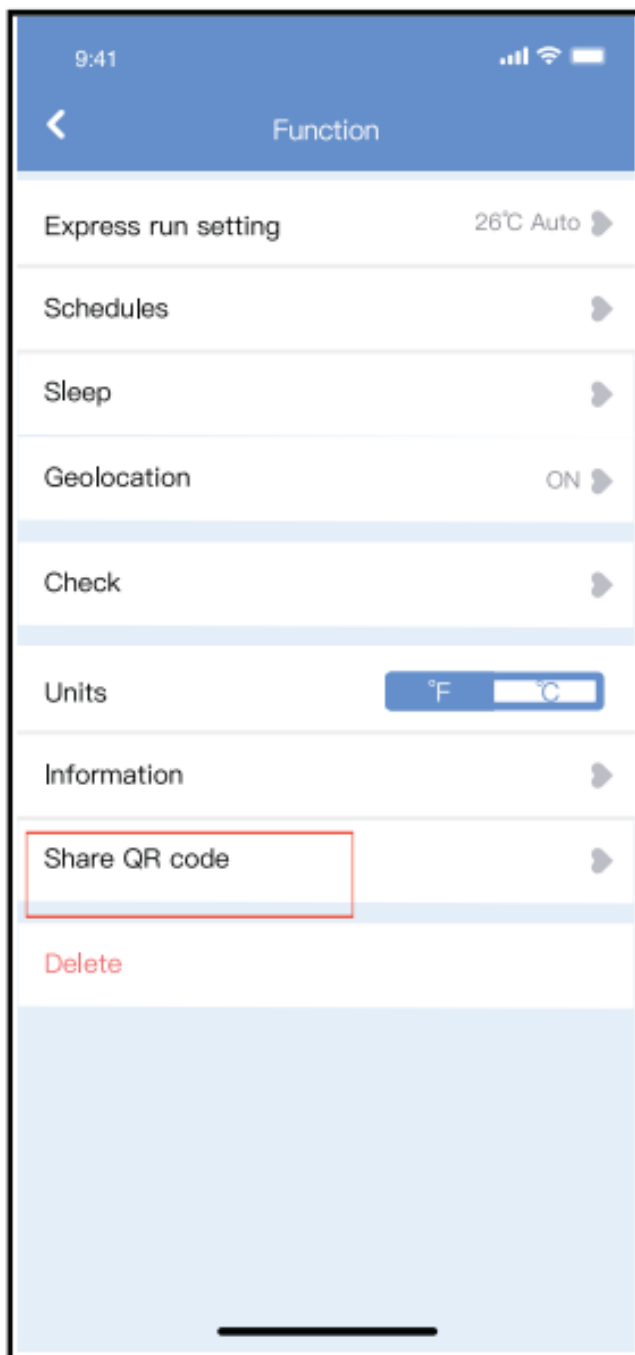 9:41
Function
Express run setting 26℃ Auto
Schedules
Sleep
Geolocation ON
Check
Units ℉ ℃
Information
Share QR code
Delete